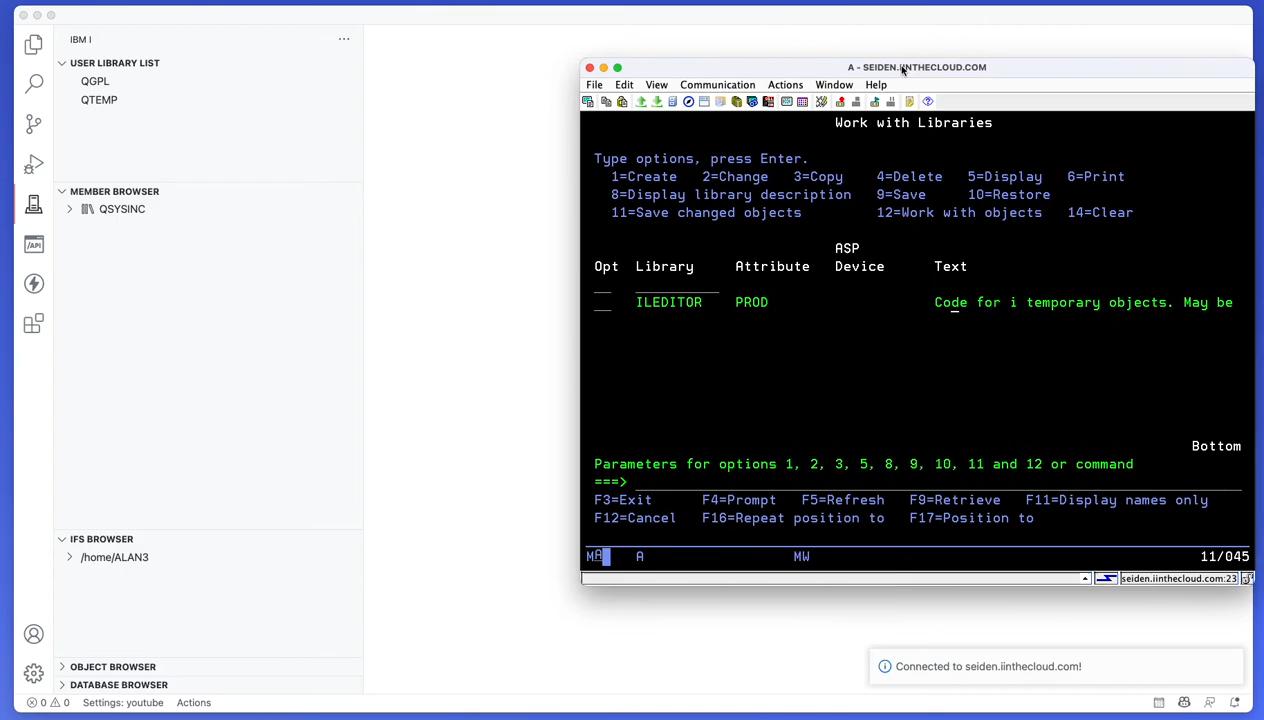 IBM I
USER LIBRARY LIST
QGPL
QTEMP
MEMBER BROWSER
QSYSINC
/API
IFS BROWSER
/home/ALAN3
OBJECT BROWSER
DATABASE BROWSER
0 0 Settings: youtube Actions
A - SEIDEN.IINTHECLOUD.COM
File Edit View Communication Actions Window Help
Work with Libraries
Type options, press Enter.
1=Create 2=Change 3=Copy 4=Delete 5=Display 6=Print
8=Display library description 9=Save 10=Restore
11=Save changed objects 12=Work with objects 14=Clear
ASP
Opt Library Attribute Device Text
ILEDITOR PROD Code for i temporary objects. May be
Bottom
Parameters for options 1, 2, 3, 5, 8, 9, 10, 11 and 12 or command
===>
F3=Exit F4=Prompt F5=Refresh F9=Retrieve F11=Display names only
F12=Cancel F16=Repeat position to F17=Position to
MA A MW 11/045
seiden.iinthecloud.com:23
Connected to seiden.iinthecloud.com!